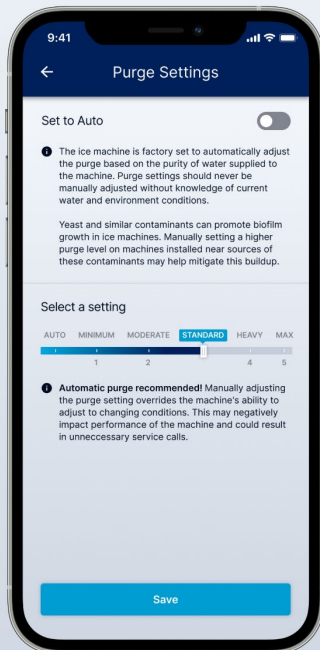 9:41
Purge Settings
Set to Auto
The ice machine is factory set to automatically adjust
the purge based on the purity of water supplied to
the machine. Purge settings should never be
manually adjusted without knowledge of current
water and environment conditions.
Yeast and similar contaminants can promote biofilm
growth in ice machines. Manually setting a higher
purge level on machines installed near sources of
these contaminants may help mitigate this buildup.
Select a setting
AUTO MINIMUM MODERATE STANDARD HEAVY MAX
1 2 4 5
Automatic purge recommended! Manually adjusting
the purge setting overrides the machine's ability to
adjust to changing conditions. This may negatively
impact performance of the machine and could result
in unneccessary service calls.
Save